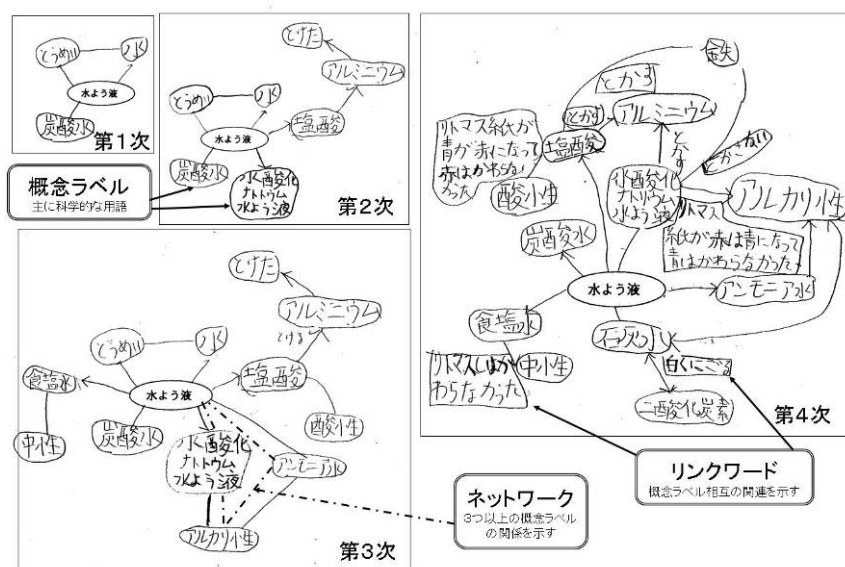 とうめい
水
水よう液
炭酸水
第1次
とけた
アルミニウム
とうめい
水
水よう液
塩酸
炭酸水
水酸化
ナトリウム
水よう液
第2次
概念ラベル
主に科学的な用語
とけた
アルミニウム
とける
とうめい
水
食塩水
水よう液
塩酸
中小生
炭酸水
酸小生
水酸化
ナトリウム
水よう液
アンモニア水
アルカリ小生
第3次
ネットワーク
3つ以上の概念ラベル
の関係を示す
鉄
とかす
とかす
アルミニウム
リトマス紙が
青が赤になって
赤はかわらな
かった
塩酸
酸小生
とかす
とかさない
水酸化
ナトリウム
水よう液
アルカリ小生
リトマス
紙が赤は青になって
青はかわらなかった
炭酸水
水よう液
アンモニア水
食塩水
石灰水
リトマスしはか
わらなかった
中小生
白くにごる
二酸化炭素
第4次
リンクワード
概念ラベル相互の関連を示す